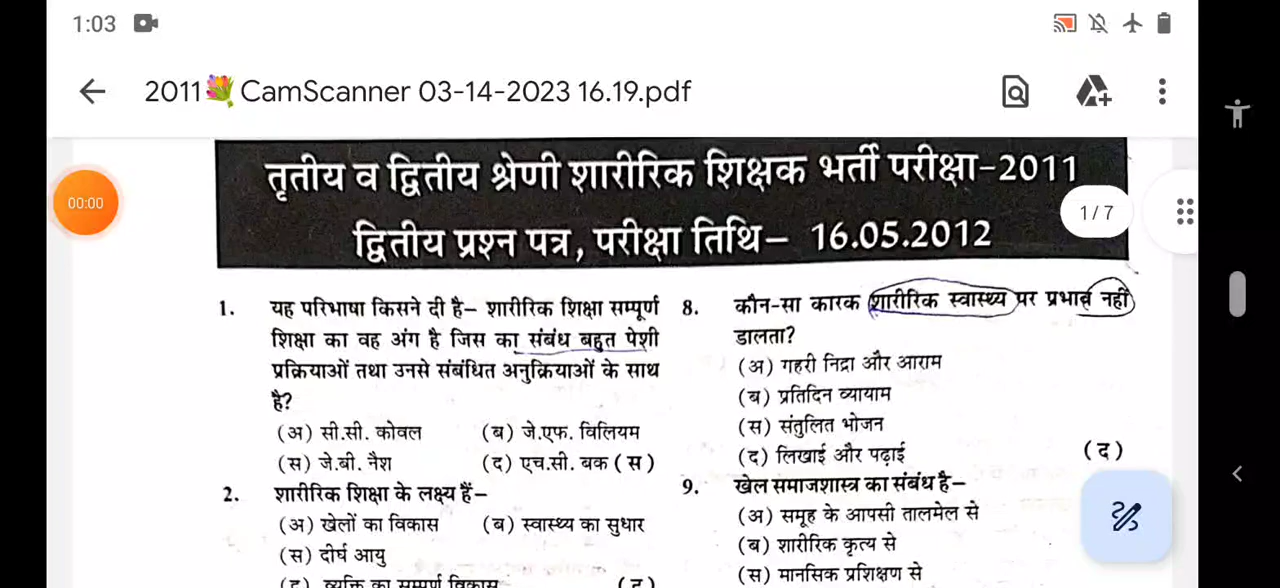 1:03
2011💐CamScanner 03-14-2023 16.19.pdf
00:00
1/7
तृतीय व द्वितीय श्रेणी शारीरिक शिक्षक भर्ती परीक्षा-2011
द्वितीय प्रश्न पत्र, परीक्षा तिथि- 16.05.2012
1. यह परिभाषा किसने दी है- शारीरिक शिक्षा सम्पूर्ण
शिक्षा का वह अंग है जिस का संबंध बहुत पेशी
प्रक्रियाओं तथा उनसे संबंधित अनुक्रियाओं के साथ
है?
(अ) सी.सी. कोवल (ब) जे.एफ. विलियम
(स) जे.बी. नैश (द) एच.सी. बक (स)
2. शारीरिक शिक्षा के लक्ष्य हैं-
(अ) खेलों का विकास (ब) स्वास्थ्य का सुधार
(स) दीर्घ आयु
(द) व्यक्ति का सम्पूर्ण विकास (द)
8. कौन-सा कारक शारीरिक स्वास्थ्य पर प्रभाव नहीं
डालता?
(अ) गहरी निद्रा और आराम
(ब) प्रतिदिन व्यायाम
(स) संतुलित भोजन
(द) लिखाई और पढ़ाई (द)
9. खेल समाजशास्त्र का संबंध है-
(अ) समूह के आपसी तालमेल से
(ब) शारीरिक कृत्य से
(स) मानसिक प्रशिक्षण से